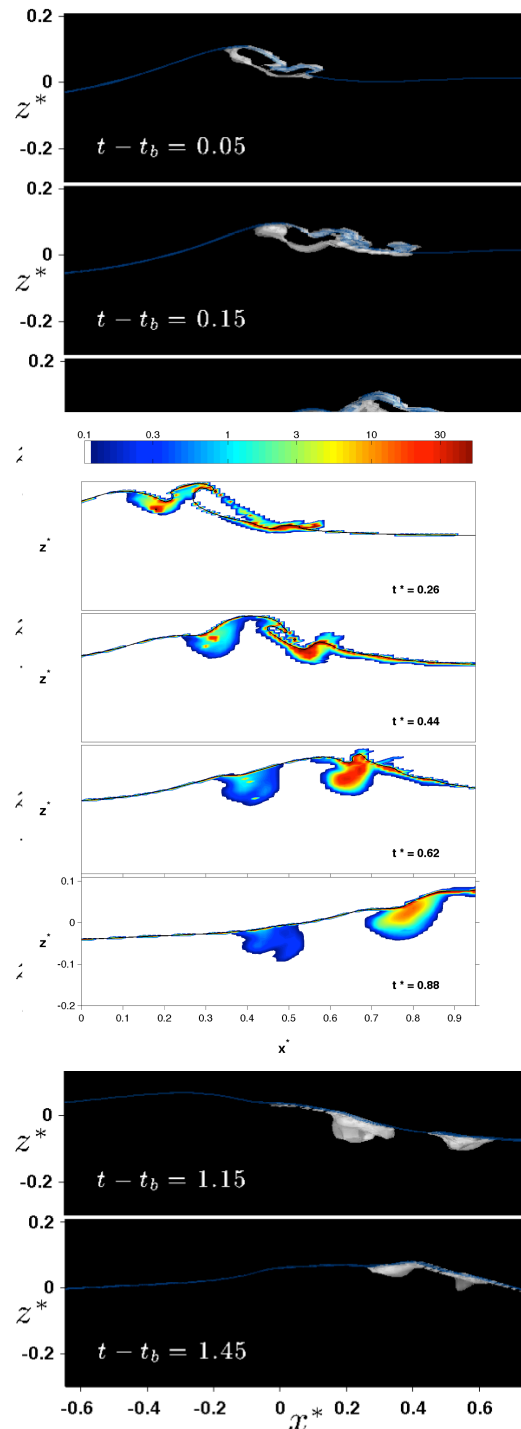 0.2
0
z*
-0.2
t − t_b = 0.05
0.2
0
z*
-0.2
t − t_b = 0.15
0.2
0.1 0.3 1 3 10 30
z*
t * = 0.26
z*
t * = 0.44
z*
t * = 0.62
0.1
0
z*
-0.1
-0.2
t * = 0.88
0 0.1 0.2 0.3 0.4 0.5 0.6 0.7 0.8 0.9
x*
0
z*
-0.2
t − t_b = 1.15
0.2
0
z*
-0.2
t − t_b = 1.45
-0.6 -0.4 -0.2 0 0.2 0.4 0.6
x*